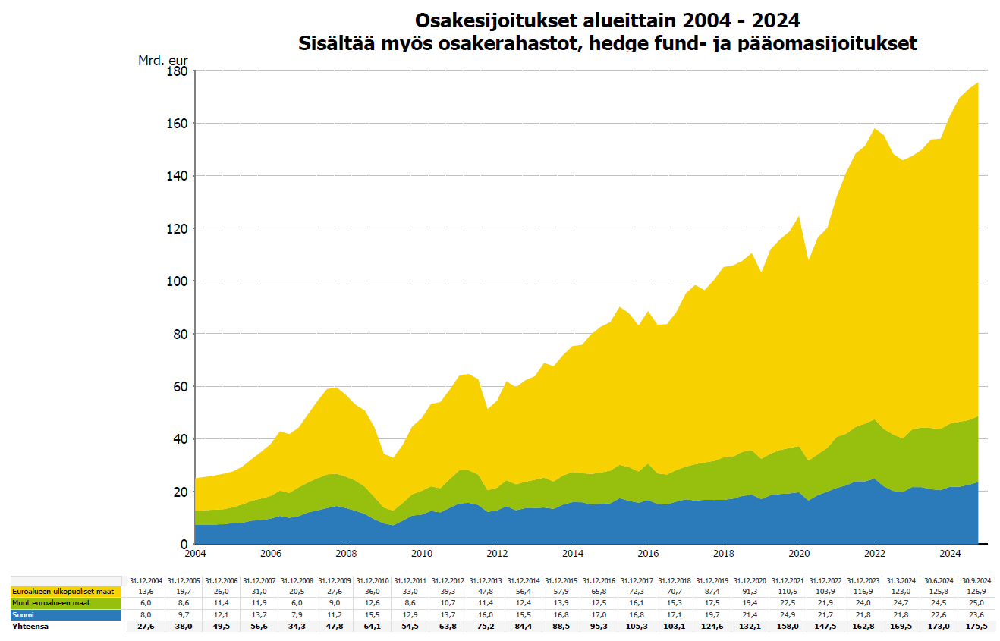 Osakesijoitukset alueittain 2004 - 2024
Sisältää myös osakerahastot, hedge fund- ja pääomasijoitukset
Mrd. eur
180
160
140
120
100
80
60
40
20
0
2004 2006 2008 2010 2012 2014 2016 2018 2020 2022 2024
31.12.2004 31.12.2005 31.12.2006 31.12.2007 31.12.2008 31.12.2009 31.12.2010 31.12.2011 31.12.2012 31.12.2013 31.12.2014 31.12.2015 31.12.2016 31.12.2017 31.12.2018 31.12.2019 31.12.2020 31.12.2021 31.12.2022 31.12.2023 31.3.2024 30.6.2024 30.9.2024
Euroalueen ulkopuoliset maat 13,6 19,7 26,0 31,0 20,5 27,6 36,0 33,0 39,3 47,8 56,4 57,9 65,8 72,3 70,7 87,4 91,3 110,5 103,9 116,9 123,0 125,8 126,9
Muut euroalueen maat 6,0 8,6 11,4 11,9 6,0 9,0 12,6 8,6 10,7 11,4 12,4 13,9 12,5 16,1 15,3 17,5 19,4 22,5 21,9 24,0 24,7 24,5 25,0
Suomi 8,0 9,7 12,1 13,7 7,9 11,2 15,5 12,9 13,7 16,0 15,5 16,8 17,0 16,8 17,1 19,7 21,4 24,9 21,7 21,8 21,8 22,6 23,6
Yhteensä 27,6 38,0 49,5 56,6 34,3 47,8 64,1 54,5 63,8 75,2 84,4 88,5 95,3 105,3 103,1 124,6 132,1 158,0 147,5 162,8 169,5 173,0 175,5